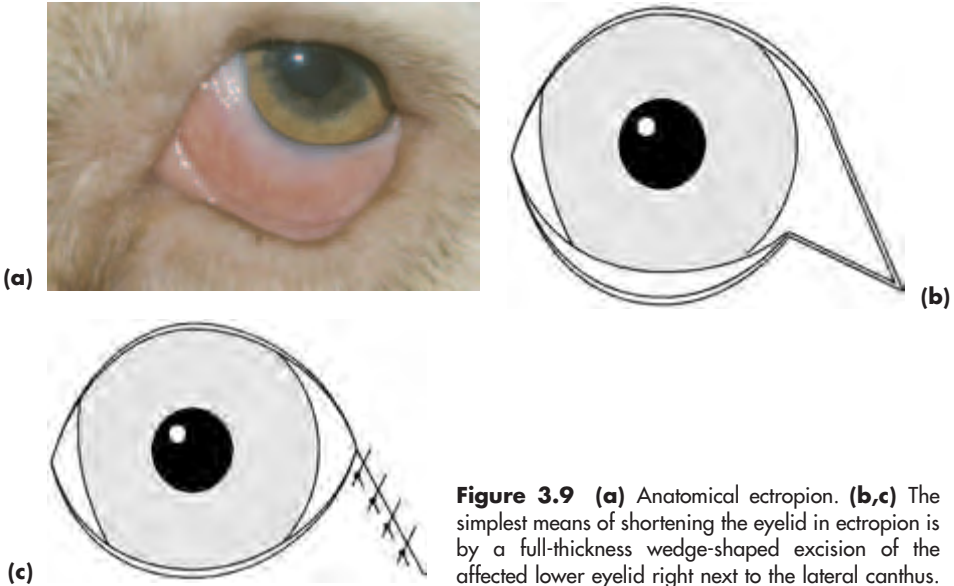 (a)
(b)
(c)
Figure 3.9 (a) Anatomical ectropion. (b,c) The
simplest means of shortening the eyelid in ectropion is
by a full-thickness wedge-shaped excision of the
affected lower eyelid right next to the lateral canthus.